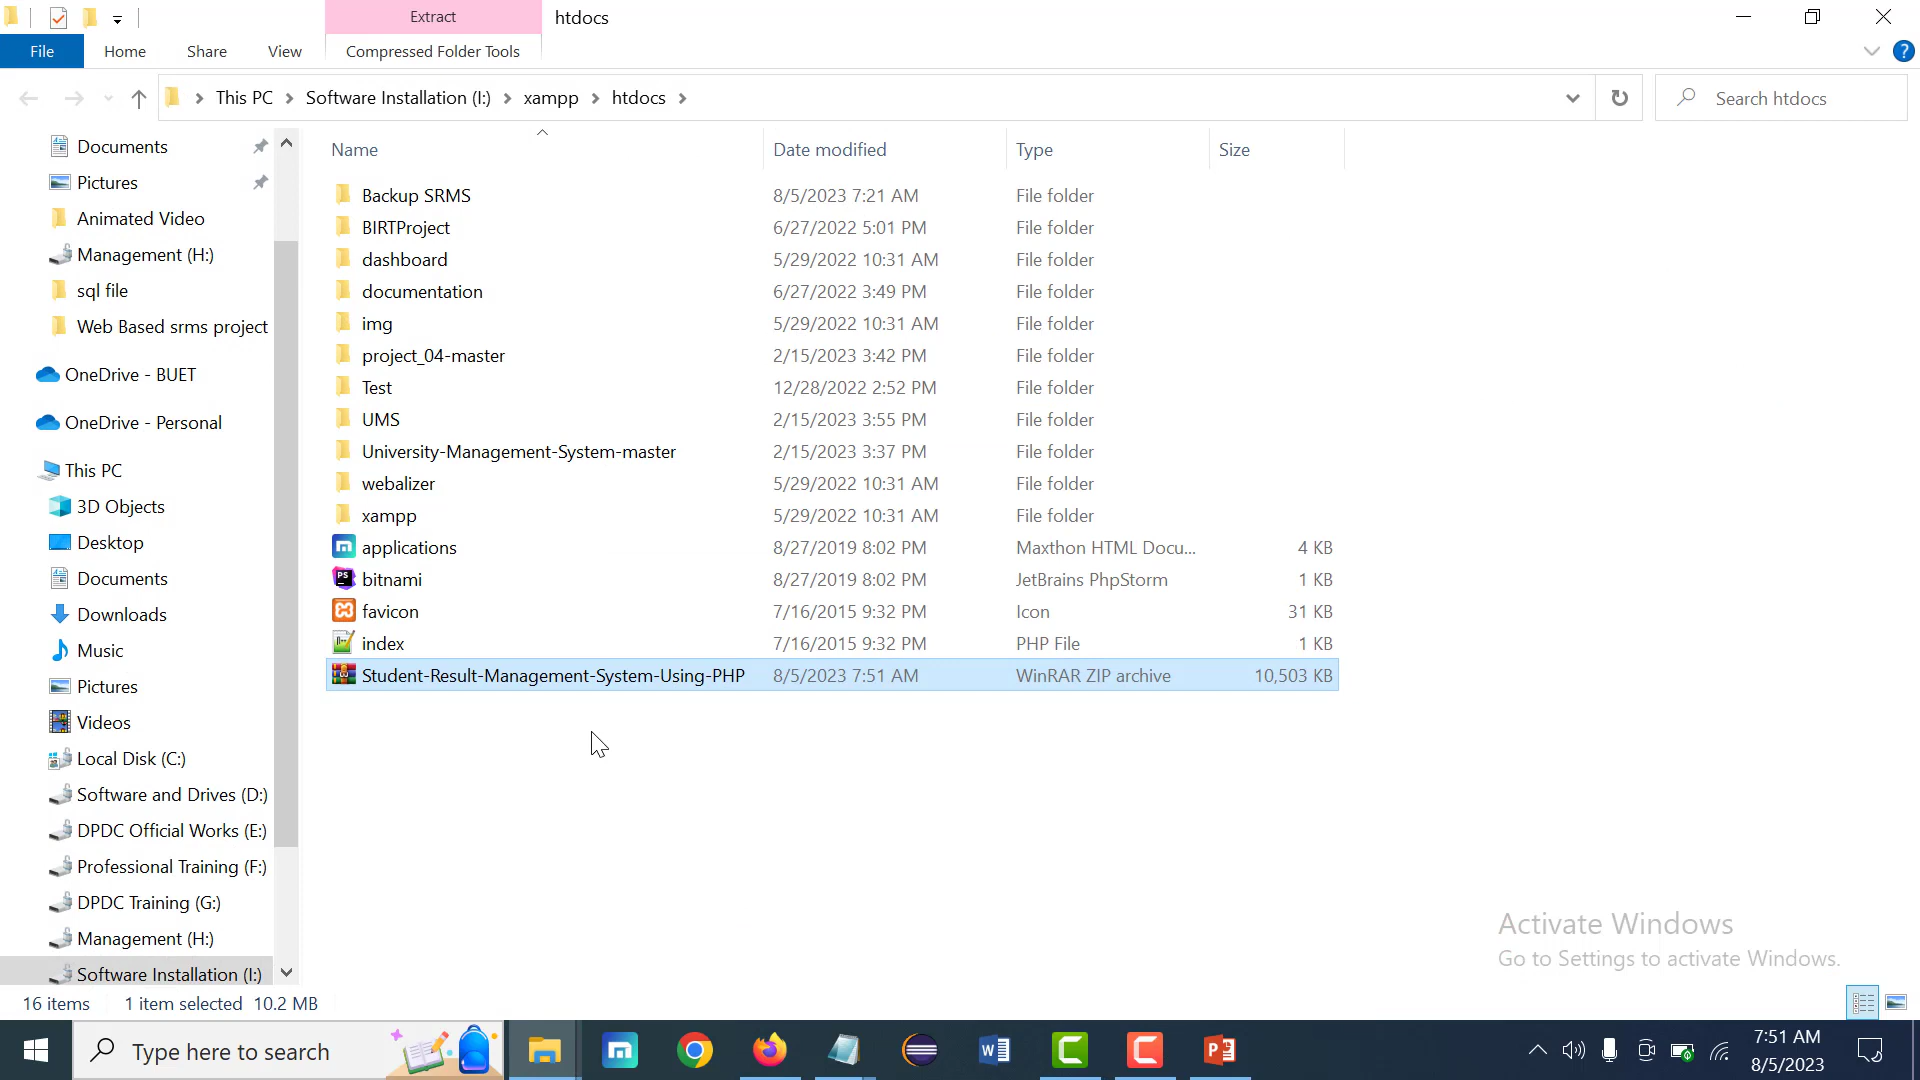 Extract
htdocs
File
Home
Share
View
Compressed Folder Tools
This PC
Software Installation (I:)
xampp
htdocs
Search htdocs
Name
Date modified
Type
Size
Documents
Pictures
Animated Video
Management (H:)
sql file
Web Based srms project
OneDrive - BUET
OneDrive - Personal
This PC
3D Objects
Desktop
Documents
Downloads
Music
Pictures
Videos
Local Disk (C:)
Software and Drives (D:)
DPDC Official Works (E:)
Professional Training (F:)
DPDC Training (G:)
Management (H:)
Software Installation (I:)
Backup SRMS 8/5/2023 7:21 AM File folder
BIRTProject 6/27/2022 5:01 PM File folder
dashboard 5/29/2022 10:31 AM File folder
documentation 6/27/2022 3:49 PM File folder
img 5/29/2022 10:31 AM File folder
project_04-master 2/15/2023 3:42 PM File folder
Test 12/28/2022 2:52 PM File folder
UMS 2/15/2023 3:55 PM File folder
University-Management-System-master 2/15/2023 3:37 PM File folder
webalizer 5/29/2022 10:31 AM File folder
xampp 5/29/2022 10:31 AM File folder
applications 8/27/2019 8:02 PM Maxthon HTML Docu... 4 KB
bitnami 8/27/2019 8:02 PM JetBrains PhpStorm 1 KB
favicon 7/16/2015 9:32 PM Icon 31 KB
index 7/16/2015 9:32 PM PHP File 1 KB
Student-Result-Management-System-Using-PHP 8/5/2023 7:51 AM WinRAR ZIP archive 10,503 KB
Activate Windows
Go to Settings to activate Windows.
16 items 1 item selected 10.2 MB
Type here to search
7:51 AM
8/5/2023